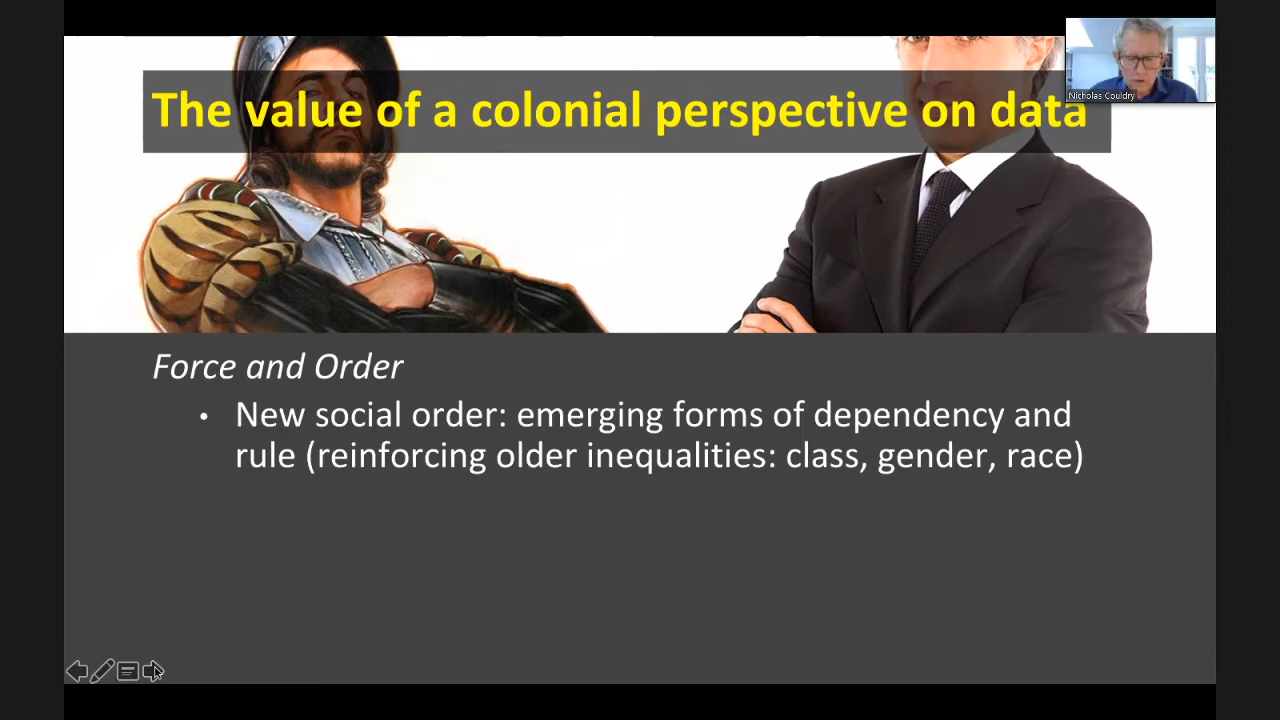 Nicholas Couldry
The value of a colonial perspective on data
Force and Order
• New social order: emerging forms of dependency and
rule (reinforcing older inequalities: class, gender, race)